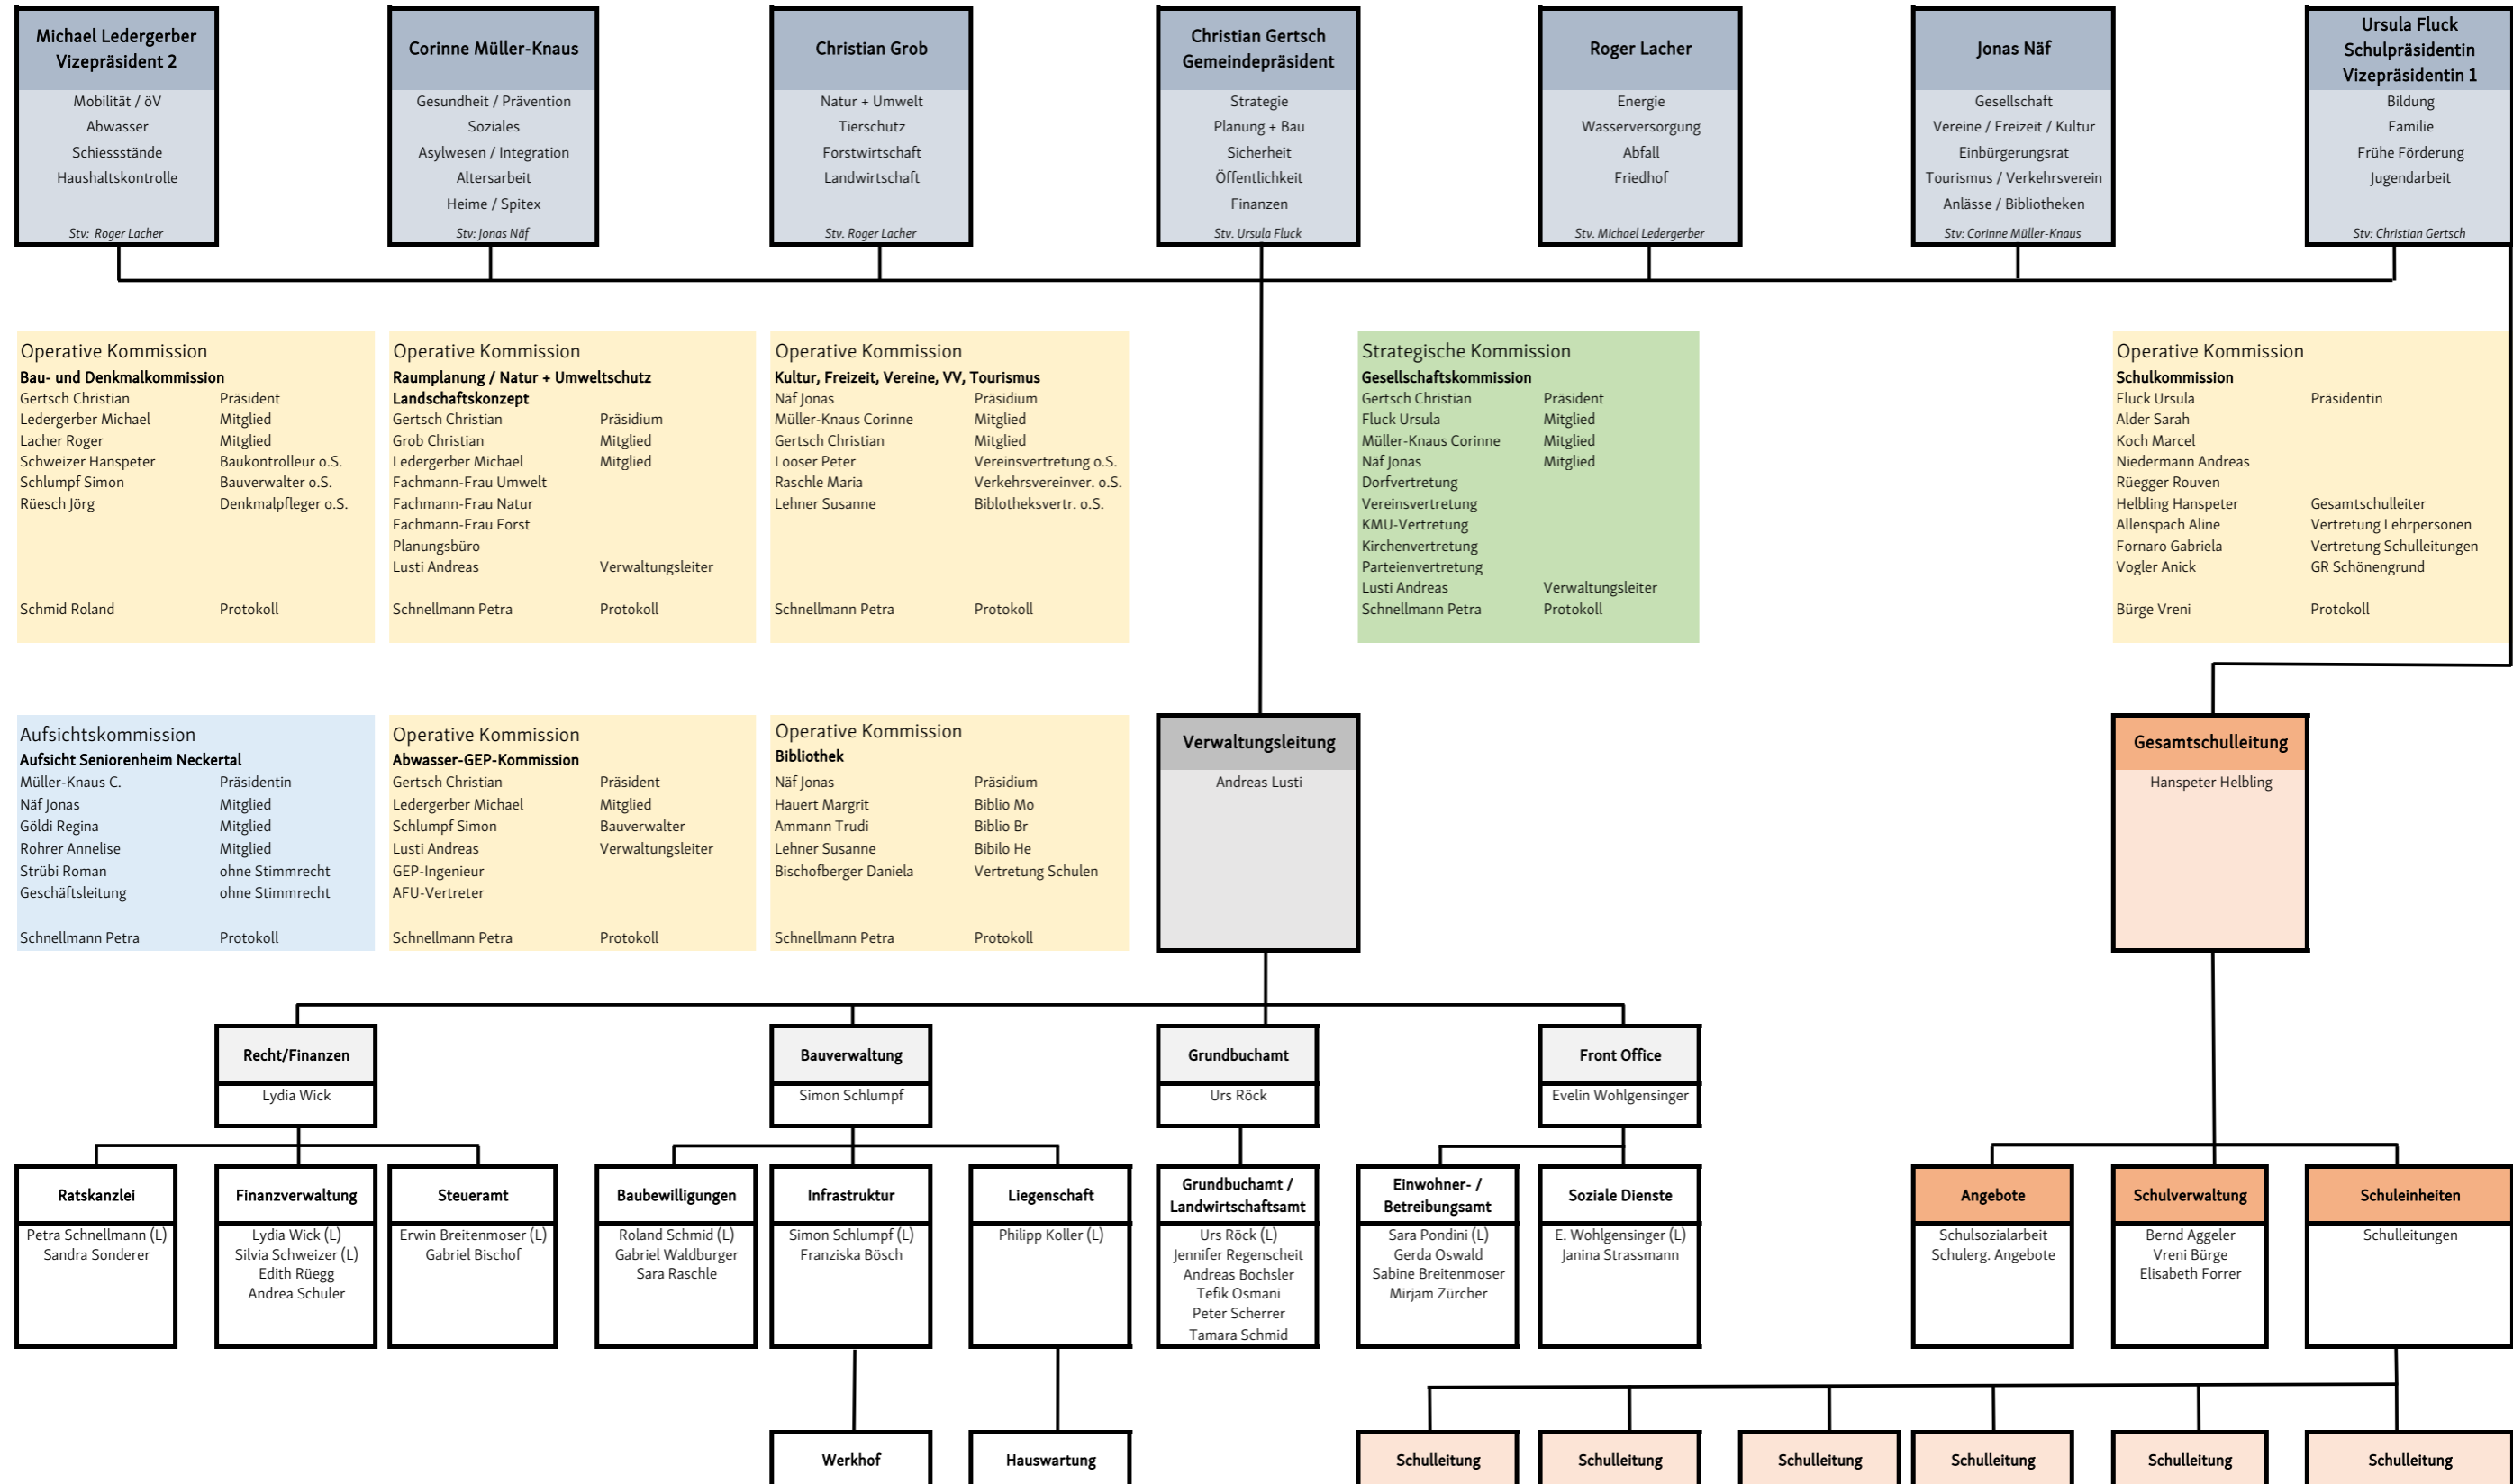 Michael Ledergerber
Vizepräsident 2
Mobilität / öV
Abwasser
Schiessstände
Haushaltskontrolle
Stv: Roger Lacher
Corinne Müller-Knaus
Gesundheit / Prävention
Soziales
Asylwesen / Integration
Altersarbeit
Heime / Spitex
Stv: Jonas Näf
Christian Grob
Natur + Umwelt
Tierschutz
Forstwirtschaft
Landwirtschaft
Stv. Roger Lacher
Christian Gertsch
Gemeindepräsident
Strategie
Planung + Bau
Sicherheit
Öffentlichkeit
Finanzen
Stv. Ursula Fluck
Roger Lacher
Energie
Wasserversorgung
Abfall
Friedhof
Stv. Michael Ledergerber
Jonas Näf
Gesellschaft
Vereine / Freizeit / Kultur
Einbürgerungsrat
Tourismus / Verkehrsverein
Anlässe / Bibliotheken
Stv: Corinne Müller-Knaus
Ursula Fluck
Schulpräsidentin
Vizepräsidentin 1
Bildung
Familie
Frühe Förderung
Jugendarbeit
Stv: Christian Gertsch
Operative Kommission
Bau- und Denkmalkommission
Gertsch Christian Präsident
Ledergerber Michael Mitglied
Lacher Roger Mitglied
Schweizer Hanspeter Baukontrolleur o.S.
Schlumpf Simon Bauverwalter o.S.
Rüesch Jörg Denkmalpfleger o.S.
Schmid Roland Protokoll
Operative Kommission
Raumplanung / Natur + Umweltschutz
Landschaftskonzept
Gertsch Christian Präsidium
Grob Christian Mitglied
Ledergerber Michael Mitglied
Fachmann-Frau Umwelt
Fachmann-Frau Natur
Fachmann-Frau Forst
Planungsbüro
Lusti Andreas Verwaltungsleiter
Schnellmann Petra Protokoll
Operative Kommission
Kultur, Freizeit, Vereine, VV, Tourismus
Näf Jonas Präsidium
Müller-Knaus Corinne Mitglied
Gertsch Christian Mitglied
Looser Peter Vereinsvertretung o.S.
Raschle Maria Verkehrsvereinver. o.S.
Lehner Susanne Biblotheksvertr. o.S.
Schnellmann Petra Protokoll
Strategische Kommission
Gesellschaftskommission
Gertsch Christian Präsident
Fluck Ursula Mitglied
Müller-Knaus Corinne Mitglied
Näf Jonas Mitglied
Dorfvertretung
Vereinsvertretung
KMU-Vertretung
Kirchenvertretung
Parteienvertretung
Lusti Andreas Verwaltungsleiter
Schnellmann Petra Protokoll
Operative Kommission
Schulkommission
Fluck Ursula Präsidentin
Alder Sarah
Koch Marcel
Niedermann Andreas
Rüegger Rouven
Helbling Hanspeter Gesamtschulleiter
Allenspach Aline Vertretung Lehrpersonen
Fornaro Gabriela Vertretung Schulleitungen
Vogler Anick GR Schönengrund
Bürge Vreni Protokoll
Aufsichtskommission
Aufsicht Seniorenheim Neckertal
Müller-Knaus C. Präsidentin
Näf Jonas Mitglied
Göldi Regina Mitglied
Rohrer Annelise Mitglied
Strübi Roman ohne Stimmrecht
Geschäftsleitung ohne Stimmrecht
Schnellmann Petra Protokoll
Operative Kommission
Abwasser-GEP-Kommission
Gertsch Christian Präsident
Ledergerber Michael Mitglied
Schlumpf Simon Bauverwalter
Lusti Andreas Verwaltungsleiter
GEP-Ingenieur
AFU-Vertreter
Schnellmann Petra Protokoll
Operative Kommission
Bibliothek
Näf Jonas Präsidium
Hauert Margrit Biblio Mo
Ammann Trudi Biblio Br
Lehner Susanne Bibilo He
Bischofberger Daniela Vertretung Schulen
Schnellmann Petra Protokoll
Verwaltungsleitung
Andreas Lusti
Gesamtschulleitung
Hanspeter Helbling
Recht/Finanzen
Lydia Wick
Bauverwaltung
Simon Schlumpf
Grundbuchamt
Urs Röck
Front Office
Evelin Wohlgensinger
Ratskanzlei
Petra Schnellmann (L)
Sandra Sonderer
Finanzverwaltung
Lydia Wick (L)
Silvia Schweizer (L)
Edith Rüegg
Andrea Schuler
Steueramt
Erwin Breitenmoser (L)
Gabriel Bischof
Baubewilligungen
Roland Schmid (L)
Gabriel Waldburger
Sara Raschle
Infrastruktur
Simon Schlumpf (L)
Franziska Bösch
Liegenschaft
Philipp Koller (L)
Grundbuchamt /
Landwirtschaftsamt
Urs Röck (L)
Jennifer Regenscheit
Andreas Bochsler
Tefik Osmani
Peter Scherrer
Tamara Schmid
Einwohner- /
Betreibungsamt
Sara Pondini (L)
Gerda Oswald
Sabine Breitenmoser
Mirjam Zürcher
Soziale Dienste
E. Wohlgensinger (L)
Janina Strassmann
Angebote
Schulsozialarbeit
Schulerg. Angebote
Schulverwaltung
Bernd Aggeler
Vreni Bürge
Elisabeth Forrer
Schuleinheiten
Schulleitungen
Werkhof
Hauswartung
Schulleitung
Schulleitung
Schulleitung
Schulleitung
Schulleitung
Schulleitung